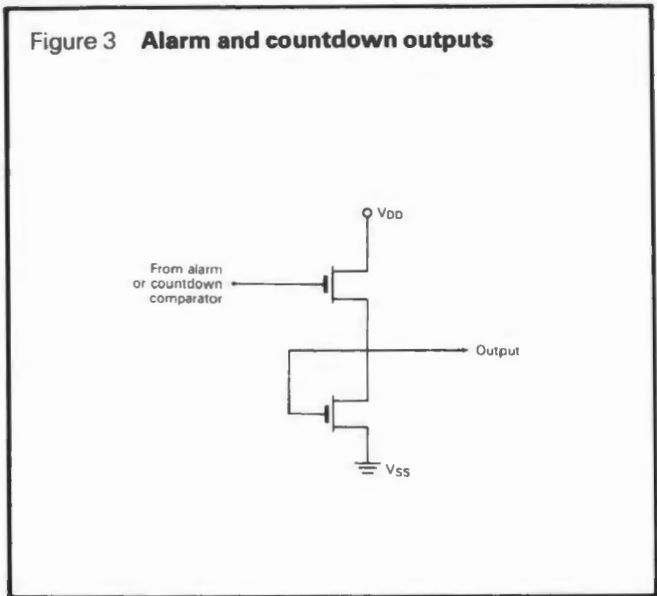 Figure 3 Alarm and countdown outputs
VDD
From alarm
or countdown
comparator
Output
VSS